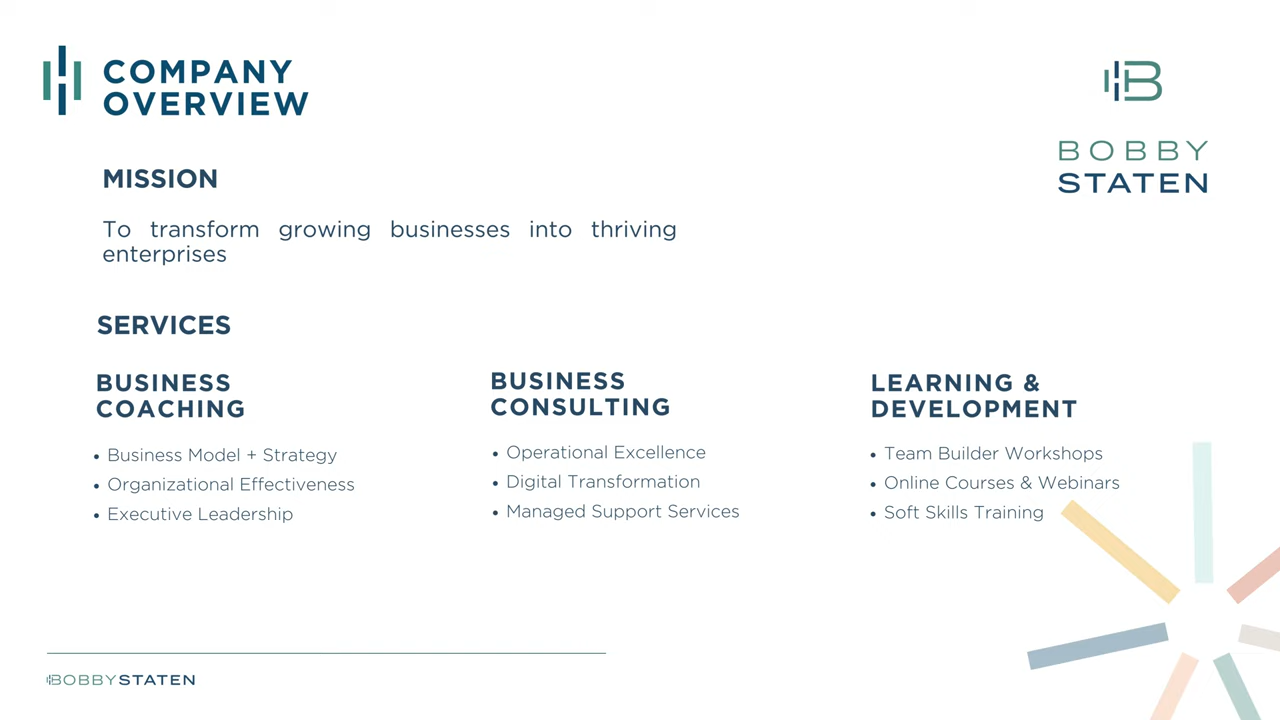 COMPANY
OVERVIEW
BOBBY
STATEN
MISSION
To transform growing businesses into thriving
enterprises
SERVICES
BUSINESS
COACHING
• Business Model + Strategy
• Organizational Effectiveness
• Executive Leadership
BUSINESS
CONSULTING
• Operational Excellence
• Digital Transformation
• Managed Support Services
LEARNING &
DEVELOPMENT
• Team Builder Workshops
• Online Courses & Webinars
• Soft Skills Training
BOBBYSTATEN